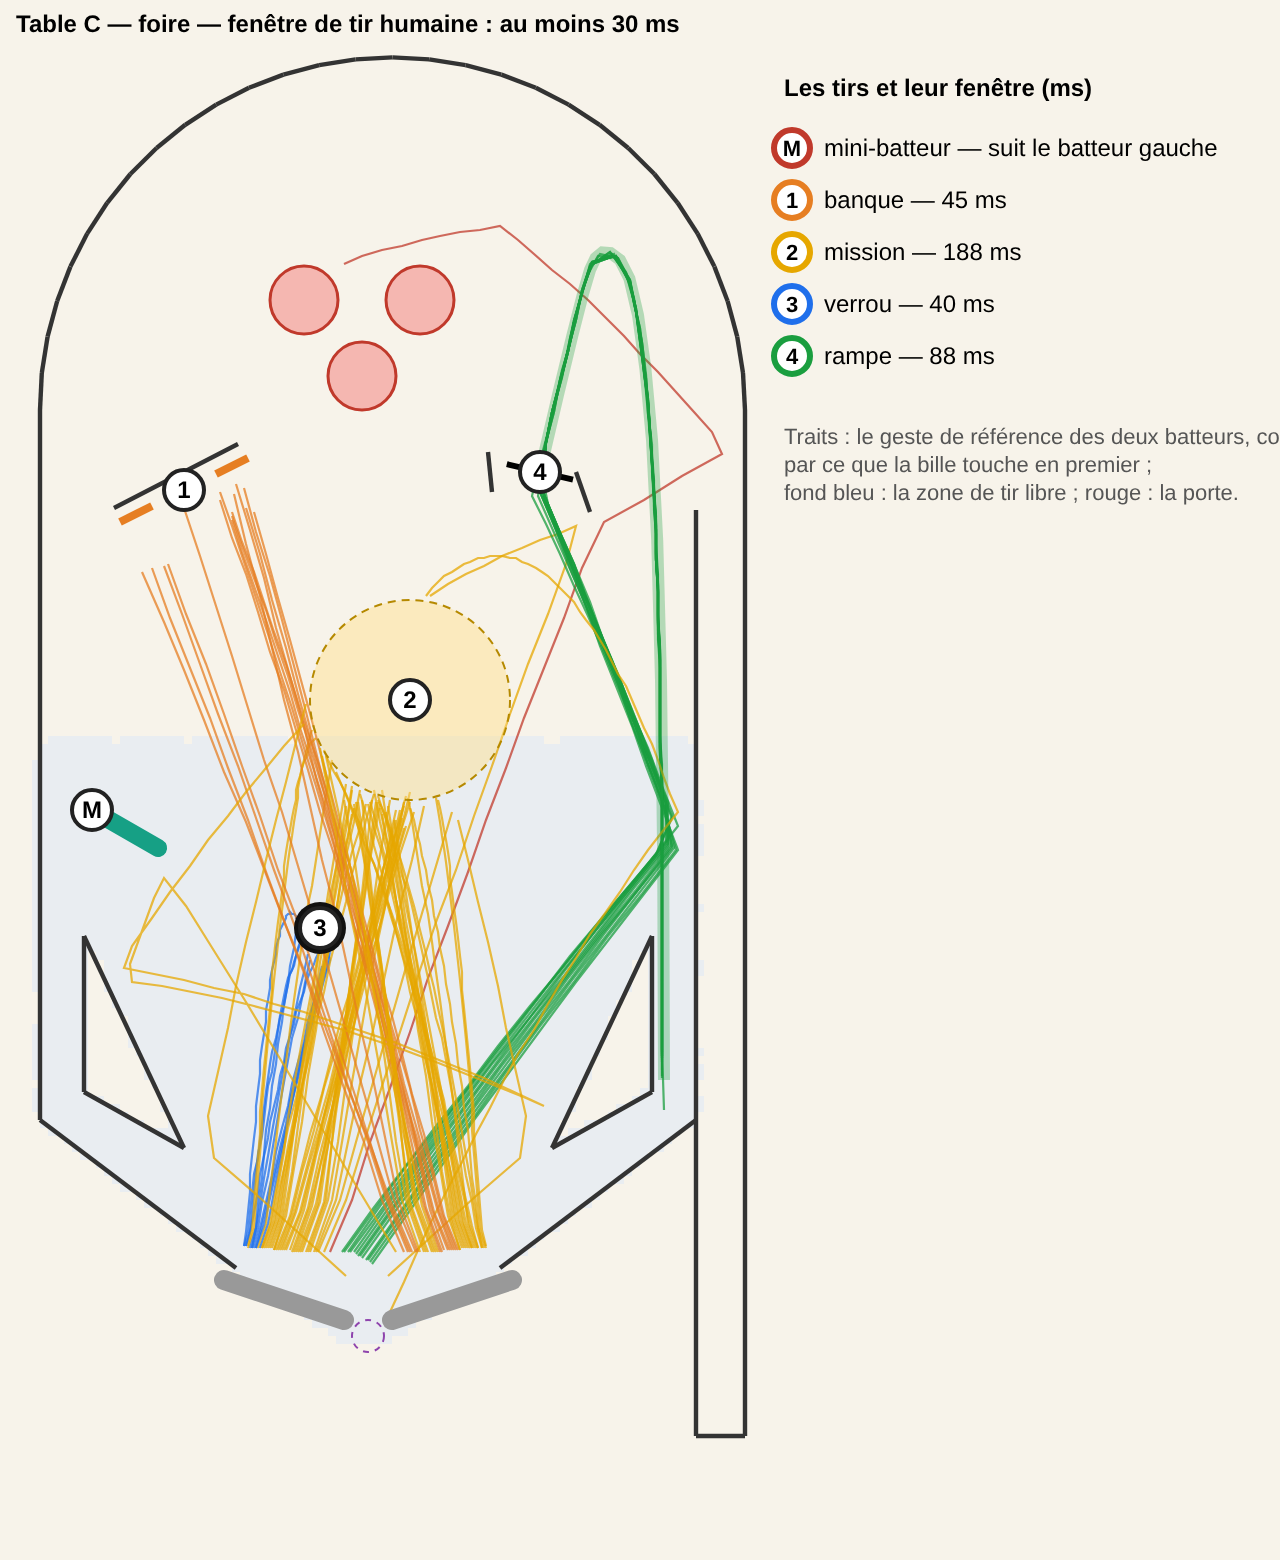 Table C — foire — fenêtre de tir humaine : au moins 30 ms
Les tirs et leur fenêtre (ms)
M mini-batteur — suit le batteur gauche
1 banque — 45 ms
2 mission — 188 ms
3 verrou — 40 ms
4 rampe — 88 ms
Traits : le geste de référence des deux batteurs, co
par ce que la bille touche en premier ;
fond bleu : la zone de tir libre ; rouge : la porte.
4
1
2
M
3